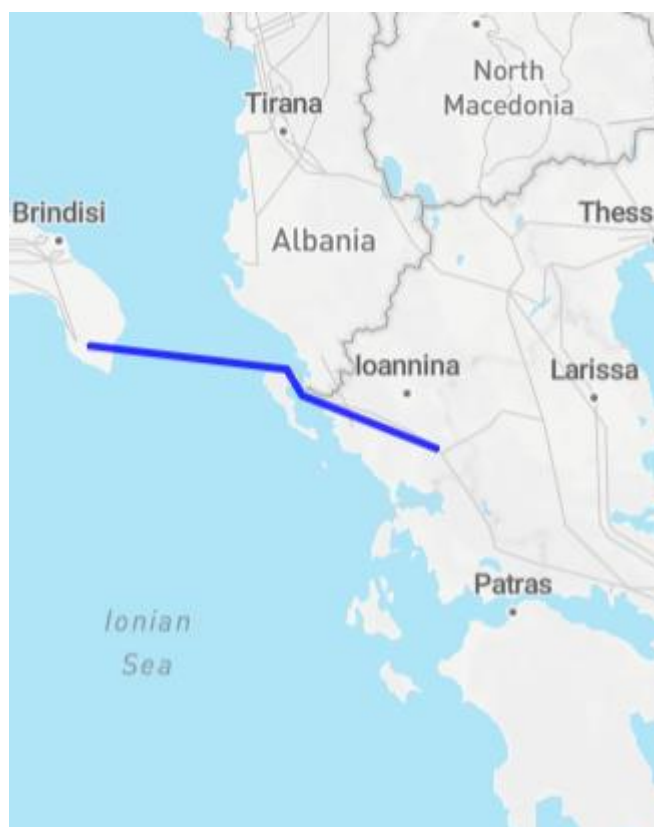 North
Macedonia
Tirana
Brindisi
Albania
Thess
Ioannina
Larissa
Patras
Ionian
Sea